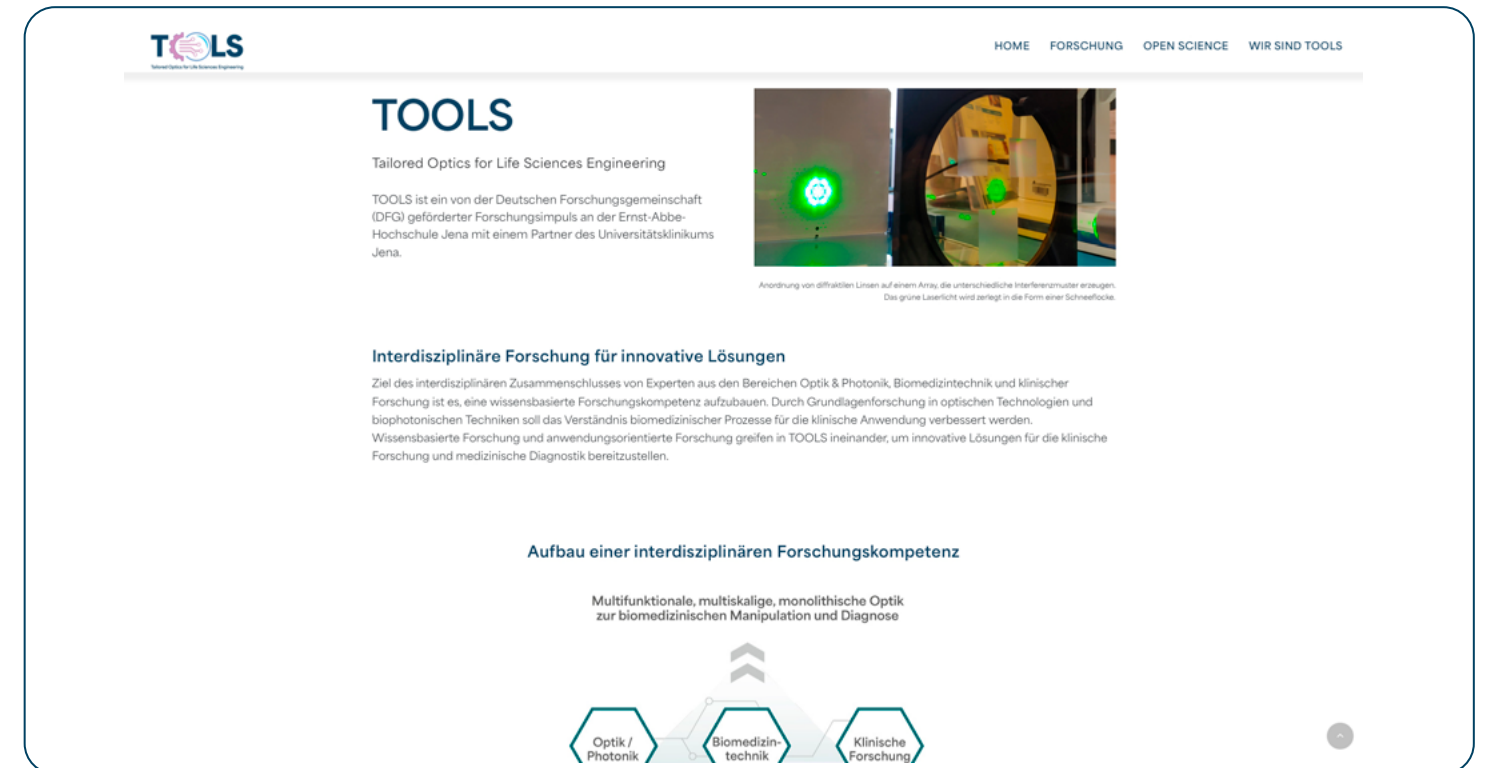 TOOLS
Tailored Optics for Life Sciences Engineering
HOME FORSCHUNG OPEN SCIENCE WIR SIND TOOLS
TOOLS
Tailored Optics for Life Sciences Engineering
TOOLS ist ein von der Deutschen Forschungsgemeinschaft
(DFG) geförderter Forschungsimpuls an der Ernst-Abbe-
Hochschule Jena mit einem Partner des Universitätsklinikums
Jena.
Anordnung von diffraktilen Linsen auf einem Array, die unterschiedliche Interferenzmuster erzeugen.
Das grüne Laserlicht wird zerlegt in die Form einer Schneeflocke.
Interdisziplinäre Forschung für innovative Lösungen
Ziel des interdisziplinären Zusammenschlusses von Experten aus den Bereichen Optik & Photonik, Biomedizintechnik und klinischer
Forschung ist es, eine wissensbasierte Forschungskompetenz aufzubauen. Durch Grundlagenforschung in optischen Technologien und
biophotonischen Techniken soll das Verständnis biomedizinischer Prozesse für die klinische Anwendung verbessert werden.
Wissensbasierte Forschung und anwendungsorientierte Forschung greifen in TOOLS ineinander, um innovative Lösungen für die klinische
Forschung und medizinische Diagnostik bereitzustellen.
Aufbau einer interdisziplinären Forschungskompetenz
Multifunktionale, multiskalige, monolithische Optik
zur biomedizinischen Manipulation und Diagnose
Optik /
Photonik
Biomedizin-
technik
Klinische
Forschung